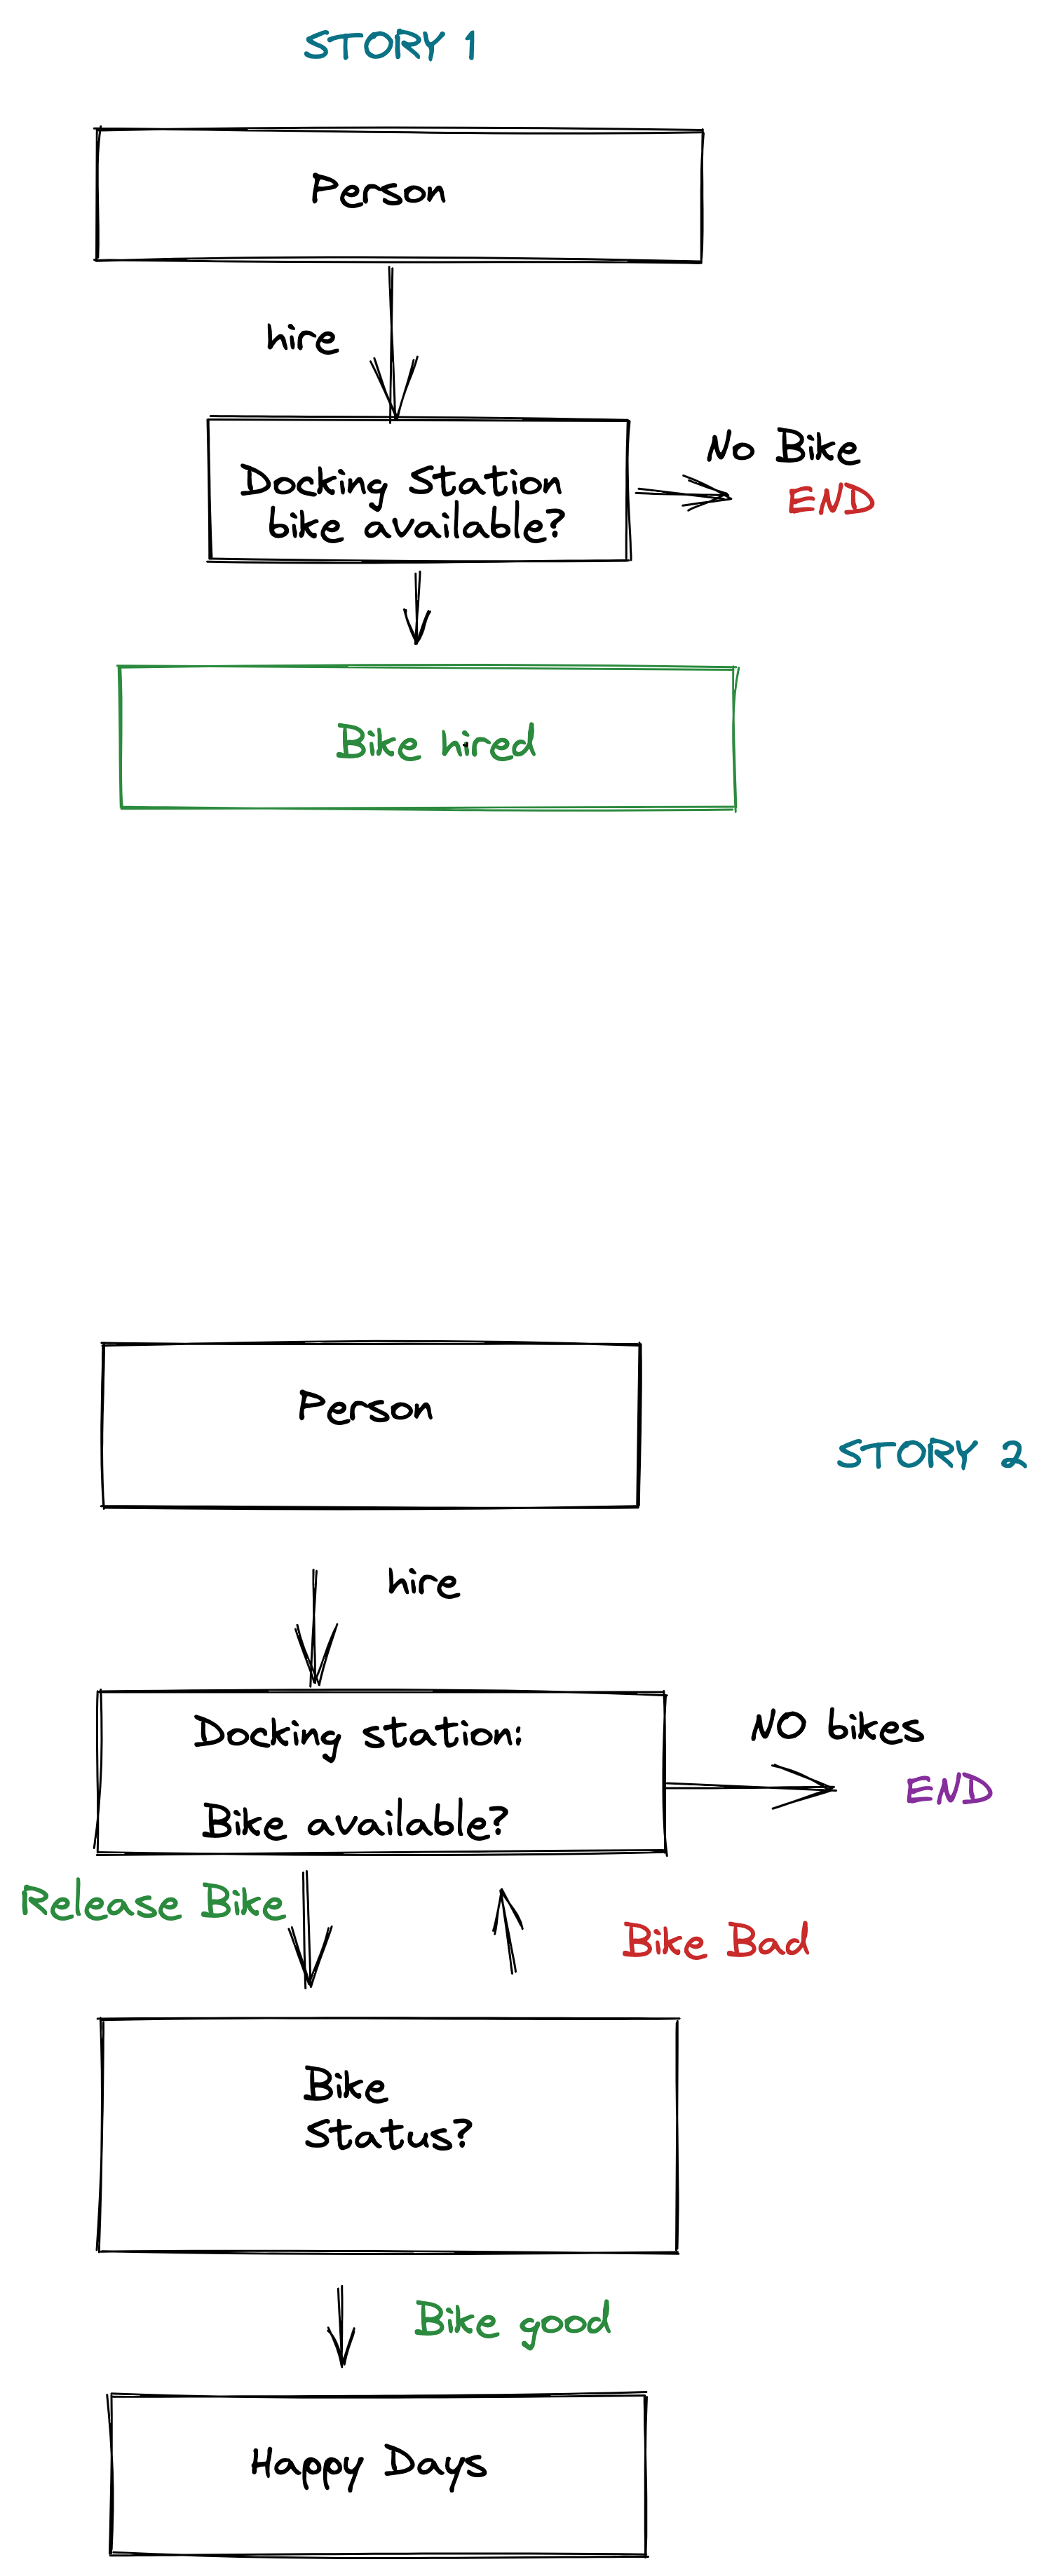 STORY 1
Person
hire
No Bike
END
Docking Station
bike available?
Bike hired
Person
STORY 2
hire
Docking station:
Bike available?
NO bikes
END
Release Bike
Bike Bad
Bike
Status?
Bike good
Happy Days